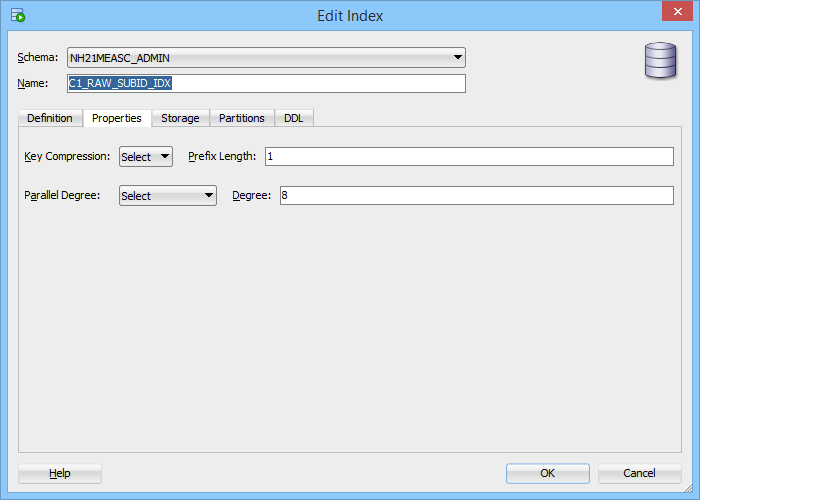 Edit Index
Schema: NH21MEASC_ADMIN
Name: C1_RAW_SUBID_IDX
Definition Properties Storage Partitions DDL
Key Compression: Select Prefix Length: 1
Parallel Degree: Select Degree: 8
Help OK Cancel